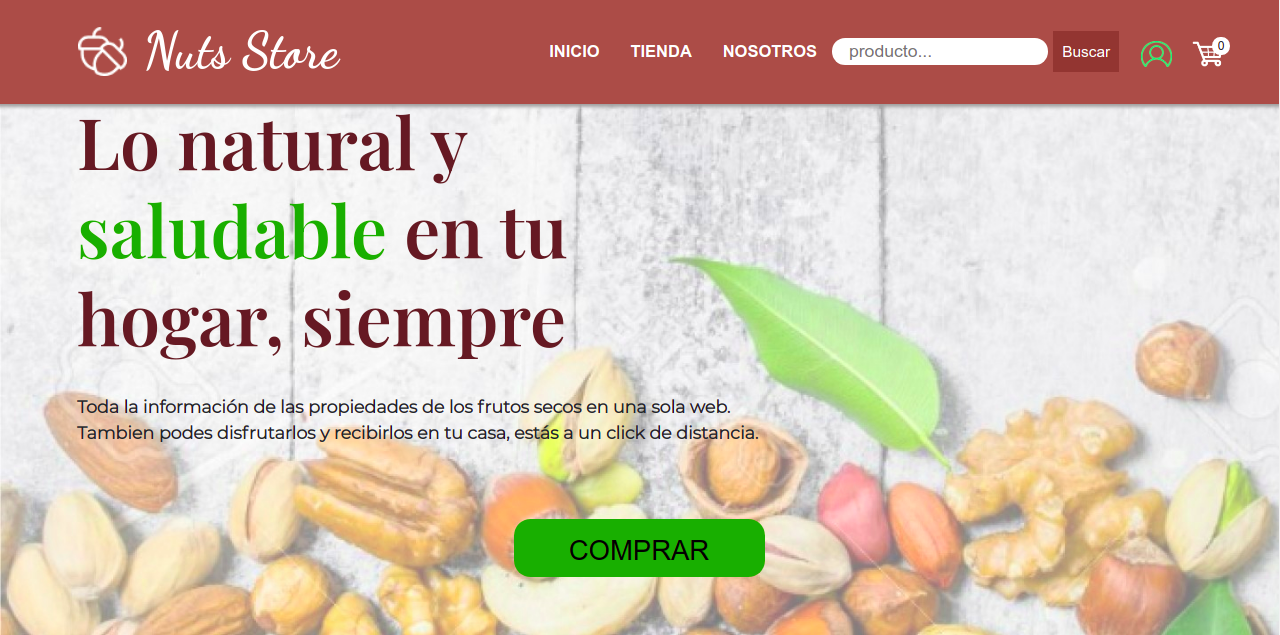 Nuts Store
INICIO TIENDA NOSOTROS producto... Buscar 0
Lo natural y
saludable en tu
hogar, siempre
Toda la información de las propiedades de los frutos secos en una sola web.
Tambien podes disfrutarlos y recibirlos en tu casa, estás a un click de distancia.
COMPRAR